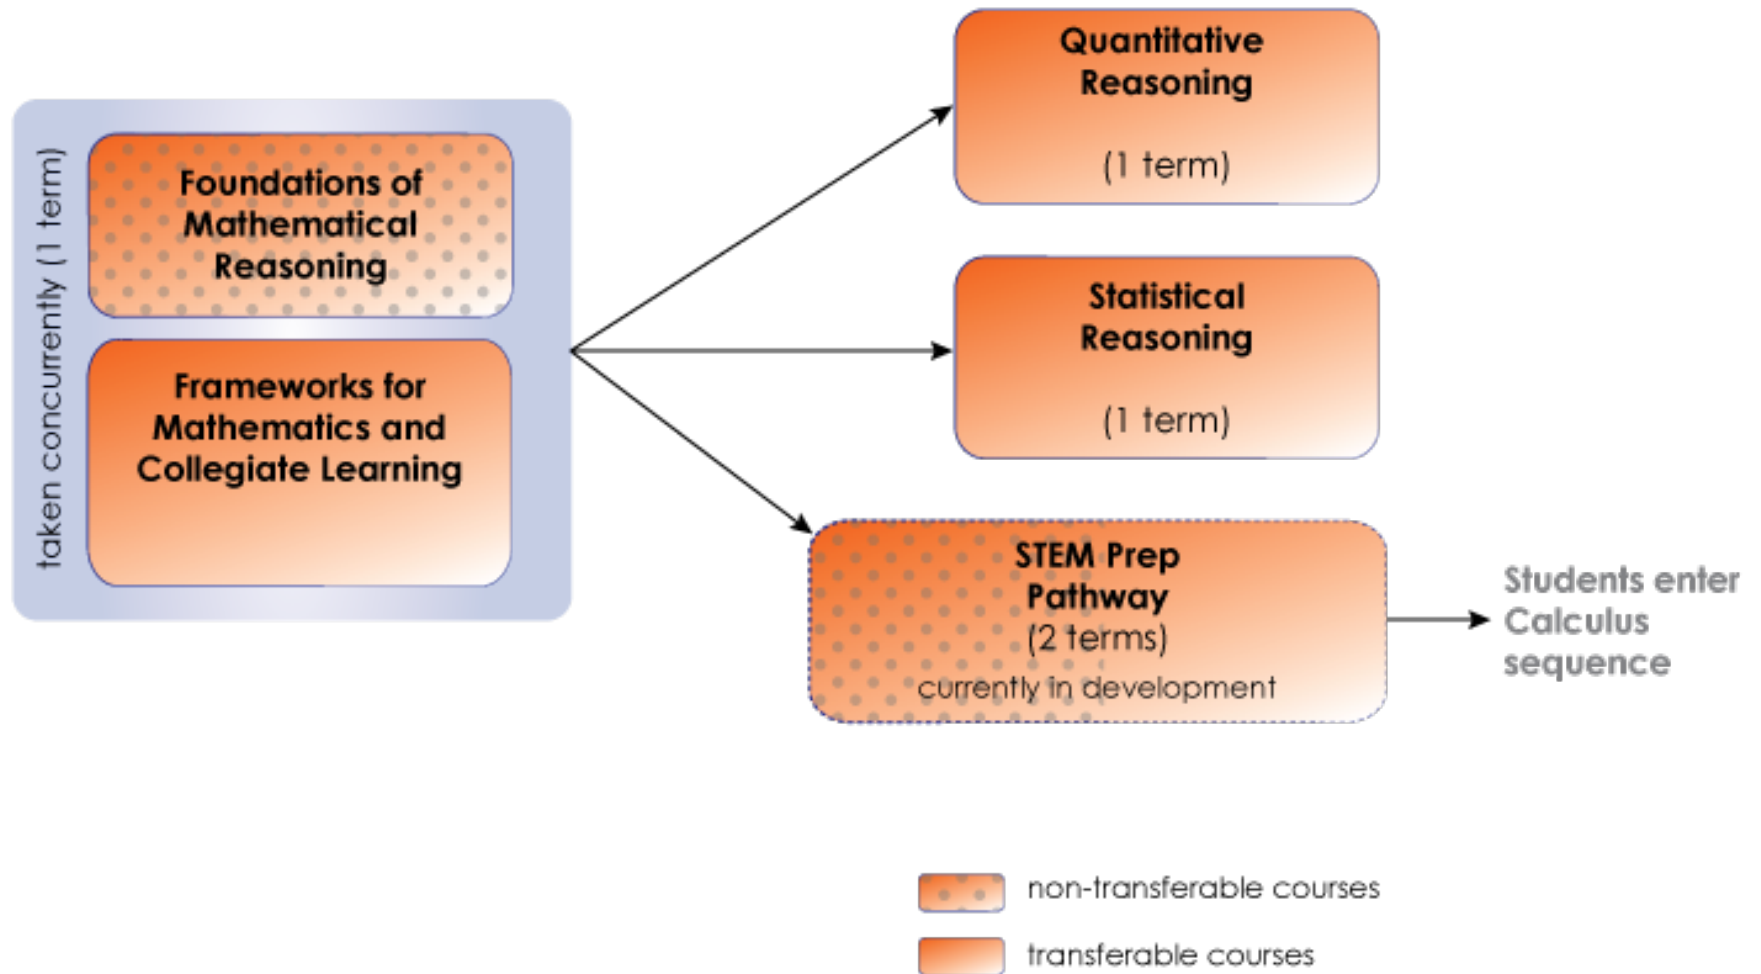 taken concurrently (1 term)
Foundations of
Mathematical
Reasoning
Frameworks for
Mathematics and
Collegiate Learning
Quantitative
Reasoning
(1 term)
Statistical
Reasoning
(1 term)
STEM Prep
Pathway
(2 terms)
currently in development
Students enter
Calculus
sequence
non-transferable courses
transferable courses